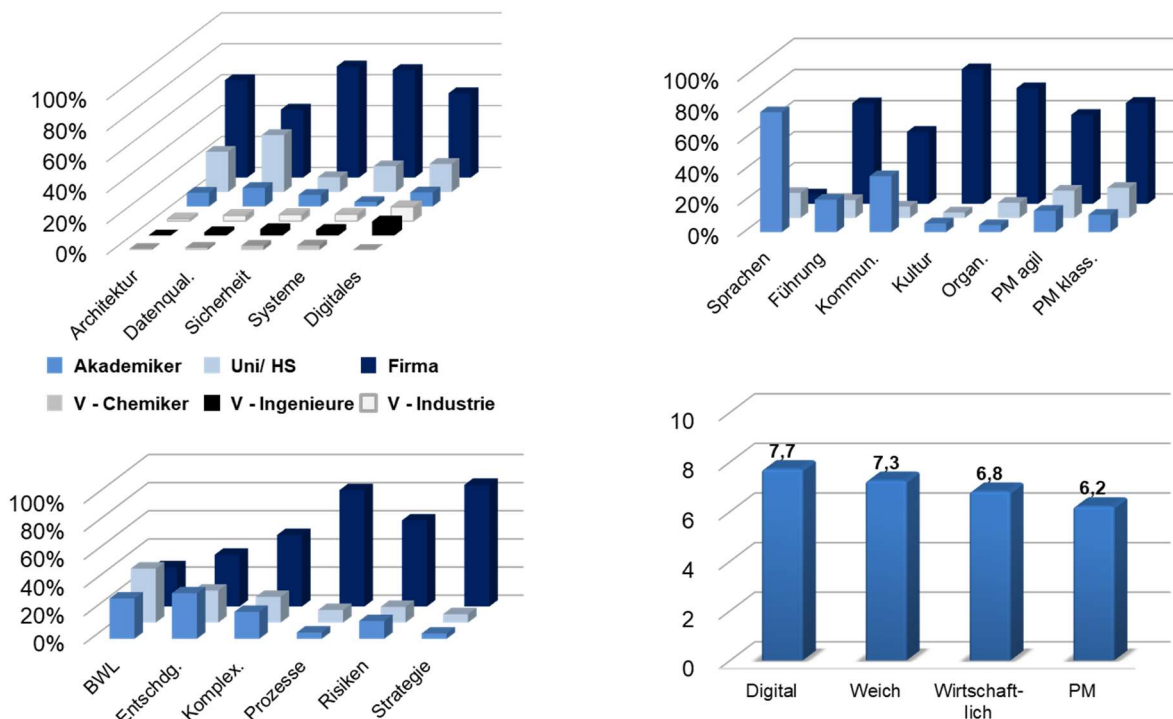 100%
80%
60%
40%
20%
0%
Architektur
Datenqual.
Sicherheit
Systeme
Digitales
100%
80%
60%
40%
20%
0%
Sprachen
Führung
Kommun.
Kultur
Organ.
PM agil
PM klass.
Akademiker
Uni/ HS
Firma
V - Chemiker
V - Ingenieure
V - Industrie
100%
80%
60%
40%
20%
0%
BWL
Entschdg.
Komplex.
Prozesse
Risiken
Strategie
10
8
6
4
2
0
7,7
7,3
6,8
6,2
Digital
Weich
Wirtschaft-
lich
PM